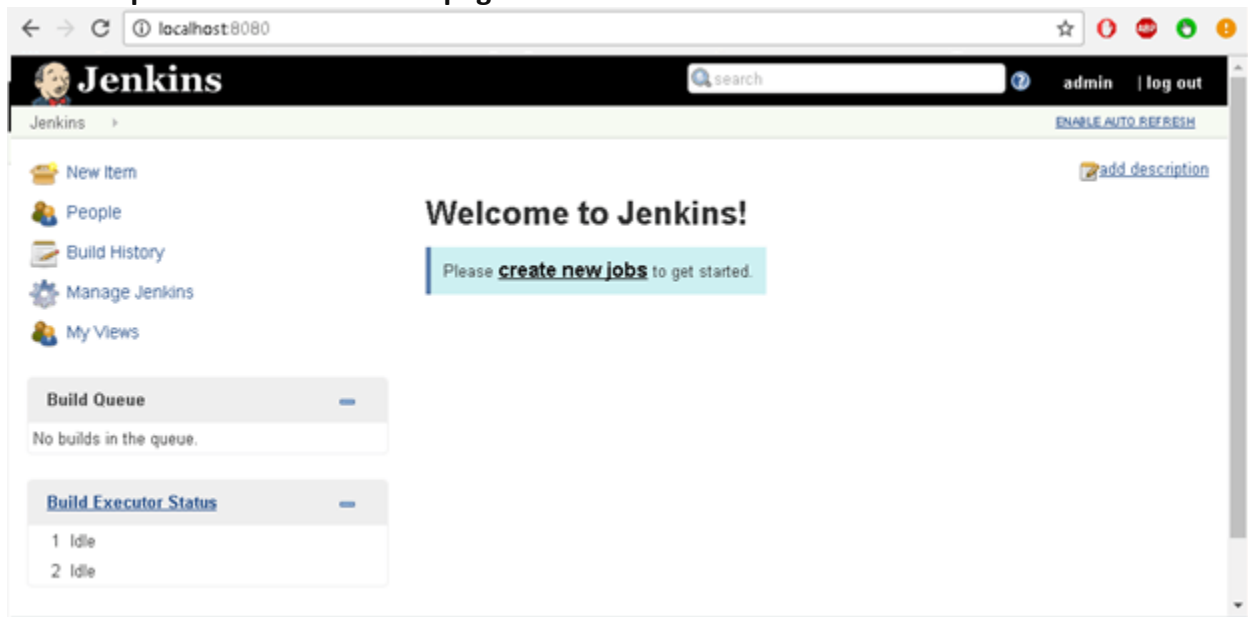 localhost:8080
Jenkins
search
admin | log out
Jenkins
ENABLE AUTO REFRESH
New Item
add description
People
Welcome to Jenkins!
Build History
Please create new jobs to get started.
Manage Jenkins
My Views
Build Queue
No builds in the queue.
Build Executor Status
1 Idle
2 Idle